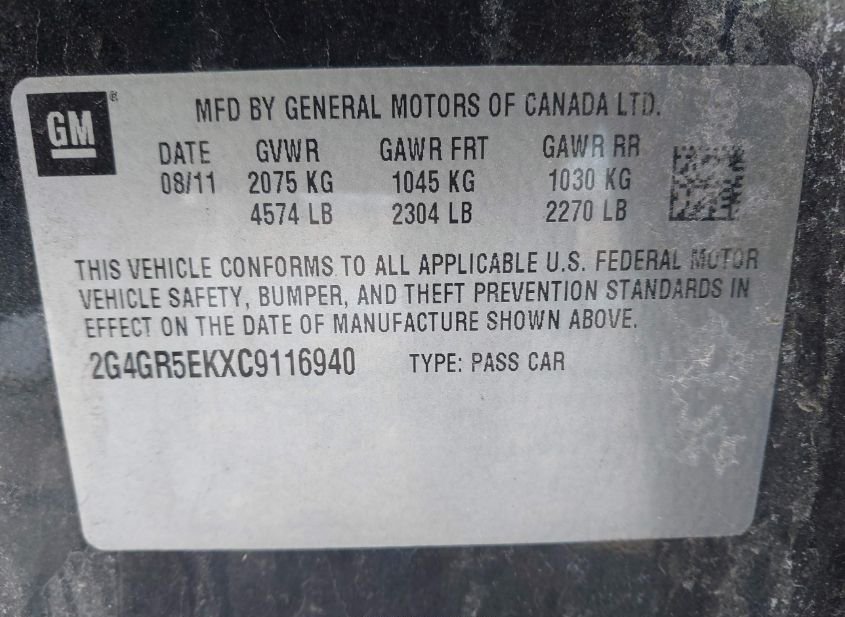 GM ®
MFD BY GENERAL MOTORS OF CANADA LTD.
DATE GVWR GAWR FRT GAWR RR
08/11 2075 KG 1045 KG 1030 KG
4574 LB 2304 LB 2270 LB
THIS VEHICLE CONFORMS TO ALL APPLICABLE U.S. FEDERAL MOTOR
VEHICLE SAFETY, BUMPER, AND THEFT PREVENTION STANDARDS IN
EFFECT ON THE DATE OF MANUFACTURE SHOWN ABOVE.
2G4GR5EKXC9116940 TYPE: PASS CAR